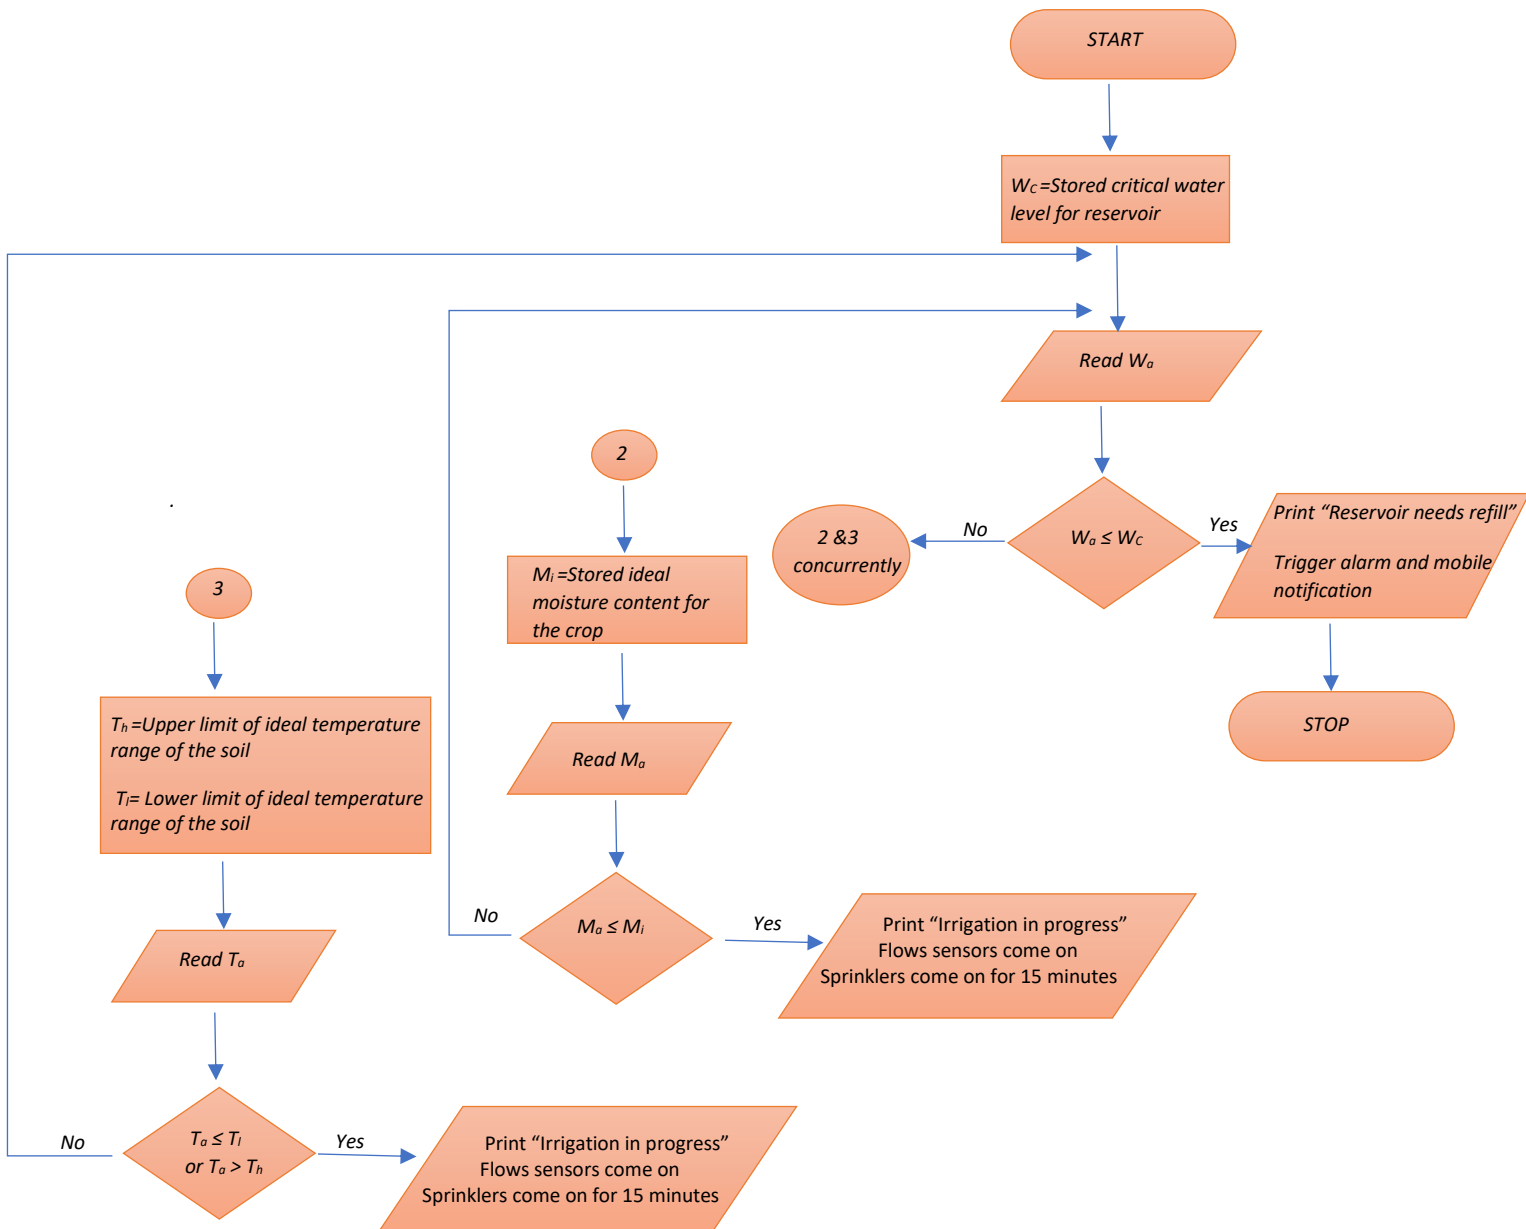 START
Wc =Stored critical water
level for reservoir
Read Wa
Wa ≤ Wc
No
Yes
2 &3
concurrently
Print “Reservoir needs refill”
Trigger alarm and mobile
notification
STOP
2
Mi =Stored ideal
moisture content for
the crop
Read Ma
Ma ≤ Mi
No
Yes
Print “Irrigation in progress”
Flows sensors come on
Sprinklers come on for 15 minutes
.
3
Th =Upper limit of ideal temperature
range of the soil
Tl= Lower limit of ideal temperature
range of the soil
Read Ta
Ta ≤ Tl
or Ta > Th
No
Yes
Print “Irrigation in progress”
Flows sensors come on
Sprinklers come on for 15 minutes